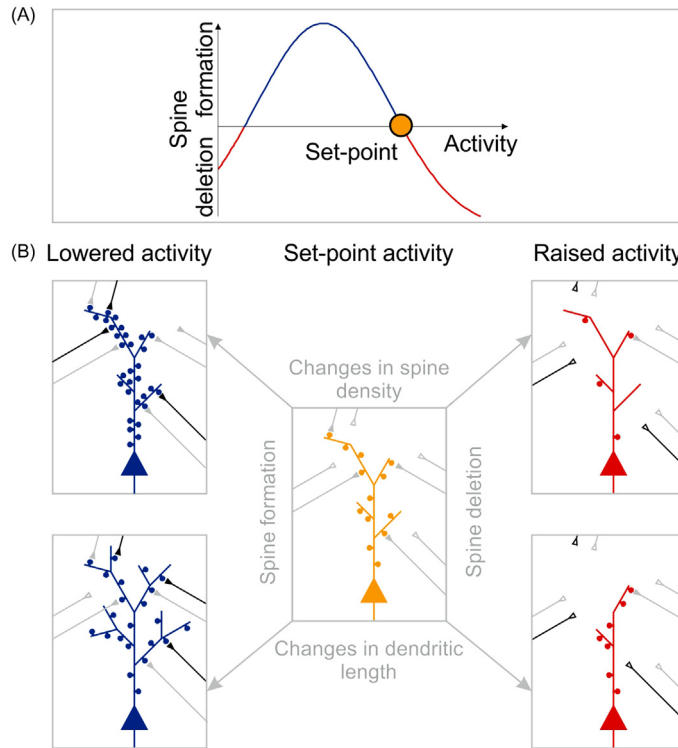 (A)
Spine
deletion formation
Set-point
Activity
(B)
Lowered activity
Set-point activity
Raised activity
Changes in spine
density
Spine formation
Spine deletion
Changes in dendritic
length